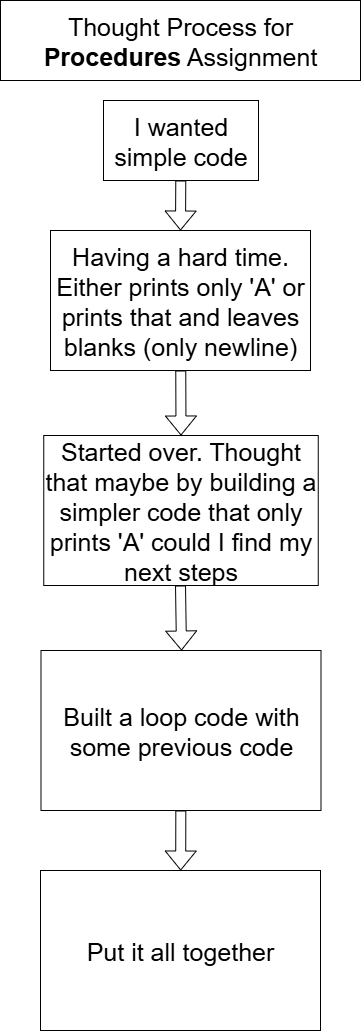 Thought Process for
Procedures Assignment
I wanted
simple code
Having a hard time.
Either prints only 'A' or
prints that and leaves
blanks (only newline)
Started over. Thought
that maybe by building a
simpler code that only
prints 'A' could I find my
next steps
Built a loop code with
some previous code
Put it all together